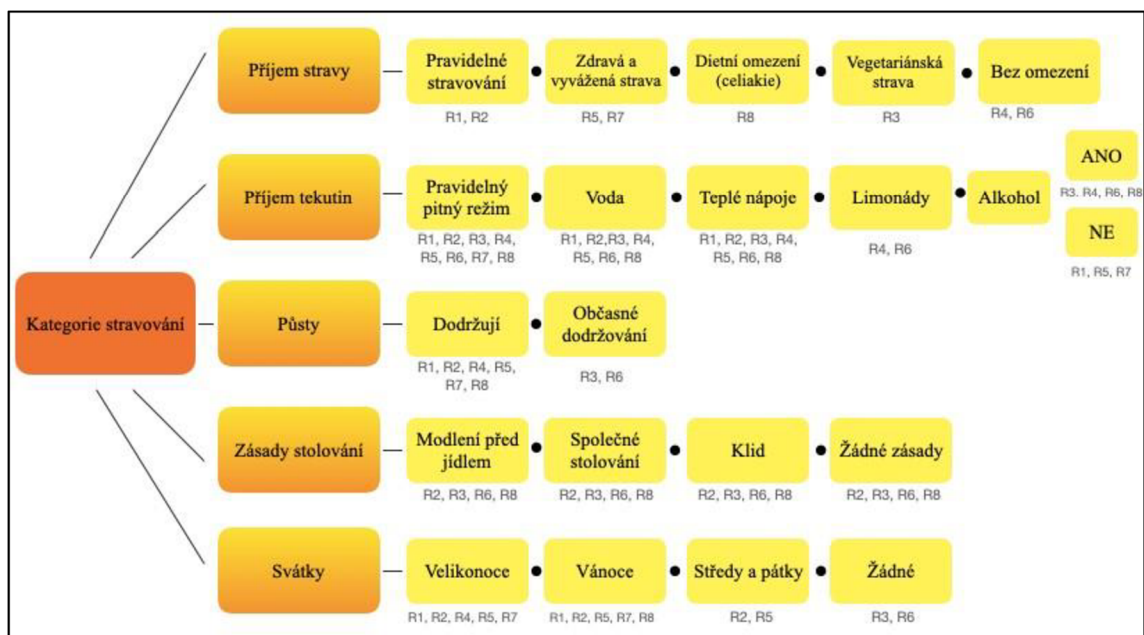 Příjem stravy
Pravidelné
stravování
R1, R2
Zdravá a
vyvážená strava
R5, R7
Dietní omezení
(celiakie)
R8
Vegetariánská
strava
R3
Bez omezení
R4, R6
Příjem tekutin
Pravidelný
pitný režim
R1, R2, R3, R4,
R5, R6, R7, R8
Voda
R1, R2,R3, R4,
R5, R6, R8
Teplé nápoje
R1, R2, R3, R4,
R5, R6, R8
Limonády
R4, R6
Alkohol
ANO
R3. R4, R6, R8
NE
R1, R5, R7
Kategorie stravování
Půsty
Dodržují
R1, R2, R4, R5,
R7, R8
Občasné
dodržování
R3, R6
Zásady stolování
Modlení před
jídlem
R2, R3, R6, R8
Společné
stolování
R2, R3, R6, R8
Klid
R2, R3, R6, R8
Žádné zásady
R2, R3, R6, R8
Svátky
Velikonoce
R1, R2, R4, R5, R7
Vánoce
R1, R2, R5, R7, R8
Středy a pátky
R2, R5
Žádné
R3, R6